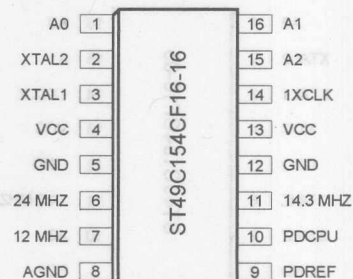 A0 1 16 A1
XTAL2 2 15 A2
XTAL1 3 14 1XCLK
VCC 4 13 VCC
GND 5 12 GND
24 MHZ 6 11 14.3 MHZ
12 MHZ 7 10 PDCPU
AGND 8 9 PDREF
ST49C154CF16-16